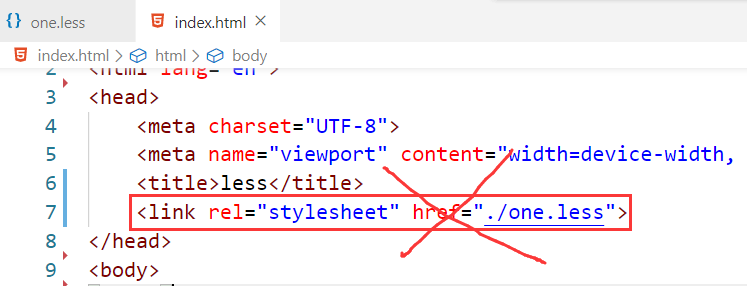 one.less
index.html
index.html > html > body
2 <html lang="en">
3 <head>
4 <meta charset="UTF-8">
5 <meta name="viewport" content="width=device-width,
6 <title>less</title>
7 <link rel="stylesheet" href="./one.less">
8 </head>
9 <body>